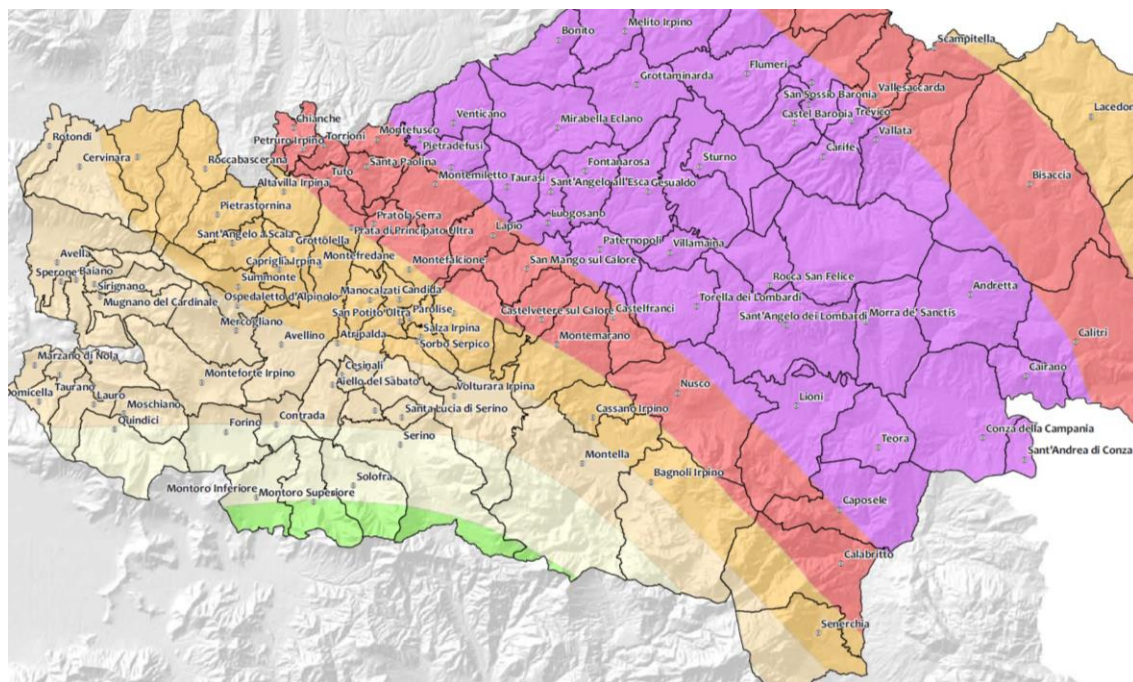 Bonito
Melito Irpino
Scampitella
Grottaminarda
Flumeri
Vallesaccarda
San Sossio Baronia
Lacedon
Chianche
Venticano
Mirabella Eclano
Castel Baronia
Trevico
Rotondi
Petruro Irpino
Torrioni
Montefusco
Vallata
Cervinara
Pietradefusi
Carife
Roccabascerana
Tufo
Santa Paolina
Fontanarosa
Sturno
Altavilla Irpina
Montemiletto
Taurasi
Sant'Angelo all'Esca
Gesualdo
Bisaccia
Pietrastornina
Pratola Serra
Luogosano
Prata di Principato Ultra
Lapio
Sant'Angelo a Scala
Grottolella
Paternopoli
Villamaina
Avella
Capriglia Irpina
Montefredane
Montefalcione
San Mango sul Calore
Sperone
Baiano
Summonte
Rocca San Felice
Sirignano
Andretta
Mugnano del Cardinale
Ospedaletto d'Alpinolo
Manocalzati
Candida
Torella dei Lombardi
San Potito Ultra
Parolise
Castelvetere sul Calore
Castelfranci
Sant'Angelo dei Lombardi
Morra de' Sanctis
Mercogliano
Salza Irpina
Avellino
Atripalda
Sorbo Serpico
Montemarano
Calitri
Marzano di Nola
Cesinali
Cairano
Taurano
Monteforte Irpino
Aiello del Sabato
Volturara Irpina
Nusco
Domicella
Lauro
Lioni
Moschiano
Contrada
Santa Lucia di Serino
Cassano Irpino
Quindici
Forino
Conza della Campania
Serino
Teora
Montella
Sant'Andrea di Conza
Bagnoli Irpino
Solofra
Montoro Inferiore
Montoro Superiore
Caposele
Calabritto
Senerchia